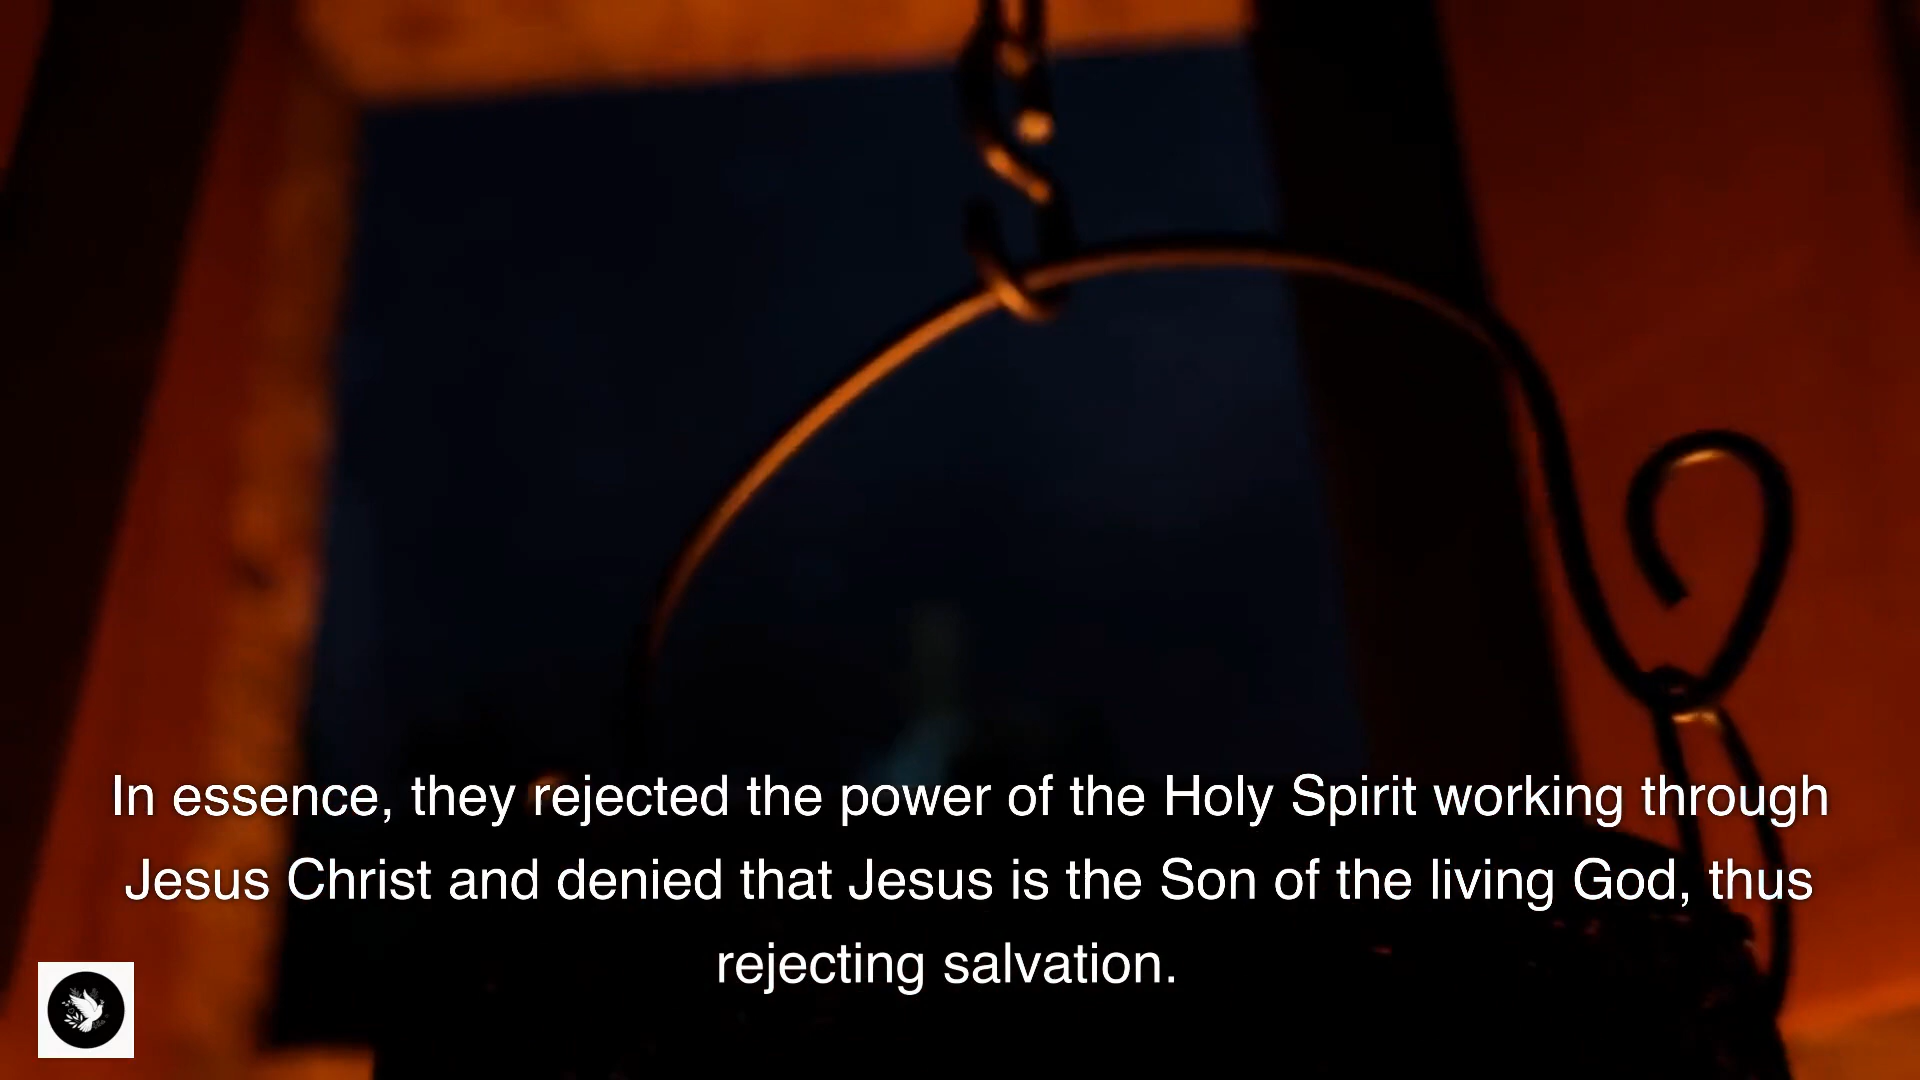 In essence, they rejected the power of the Holy Spirit working through
Jesus Christ and denied that Jesus is the Son of the living God, thus
rejecting salvation.